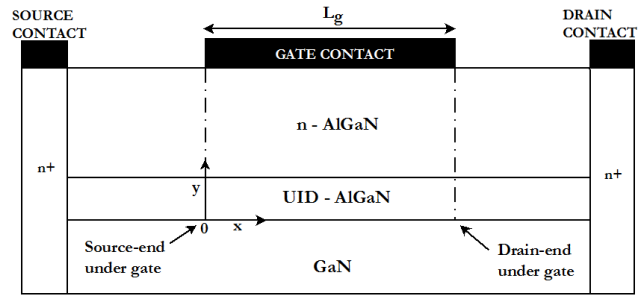 SOURCE
CONTACT
Lg
DRAIN
CONTACT
GATE CONTACT
n - AlGaN
n+
n+
y
UID - AlGaN
0
x
Source-end
under gate
Drain-end
under gate
GaN